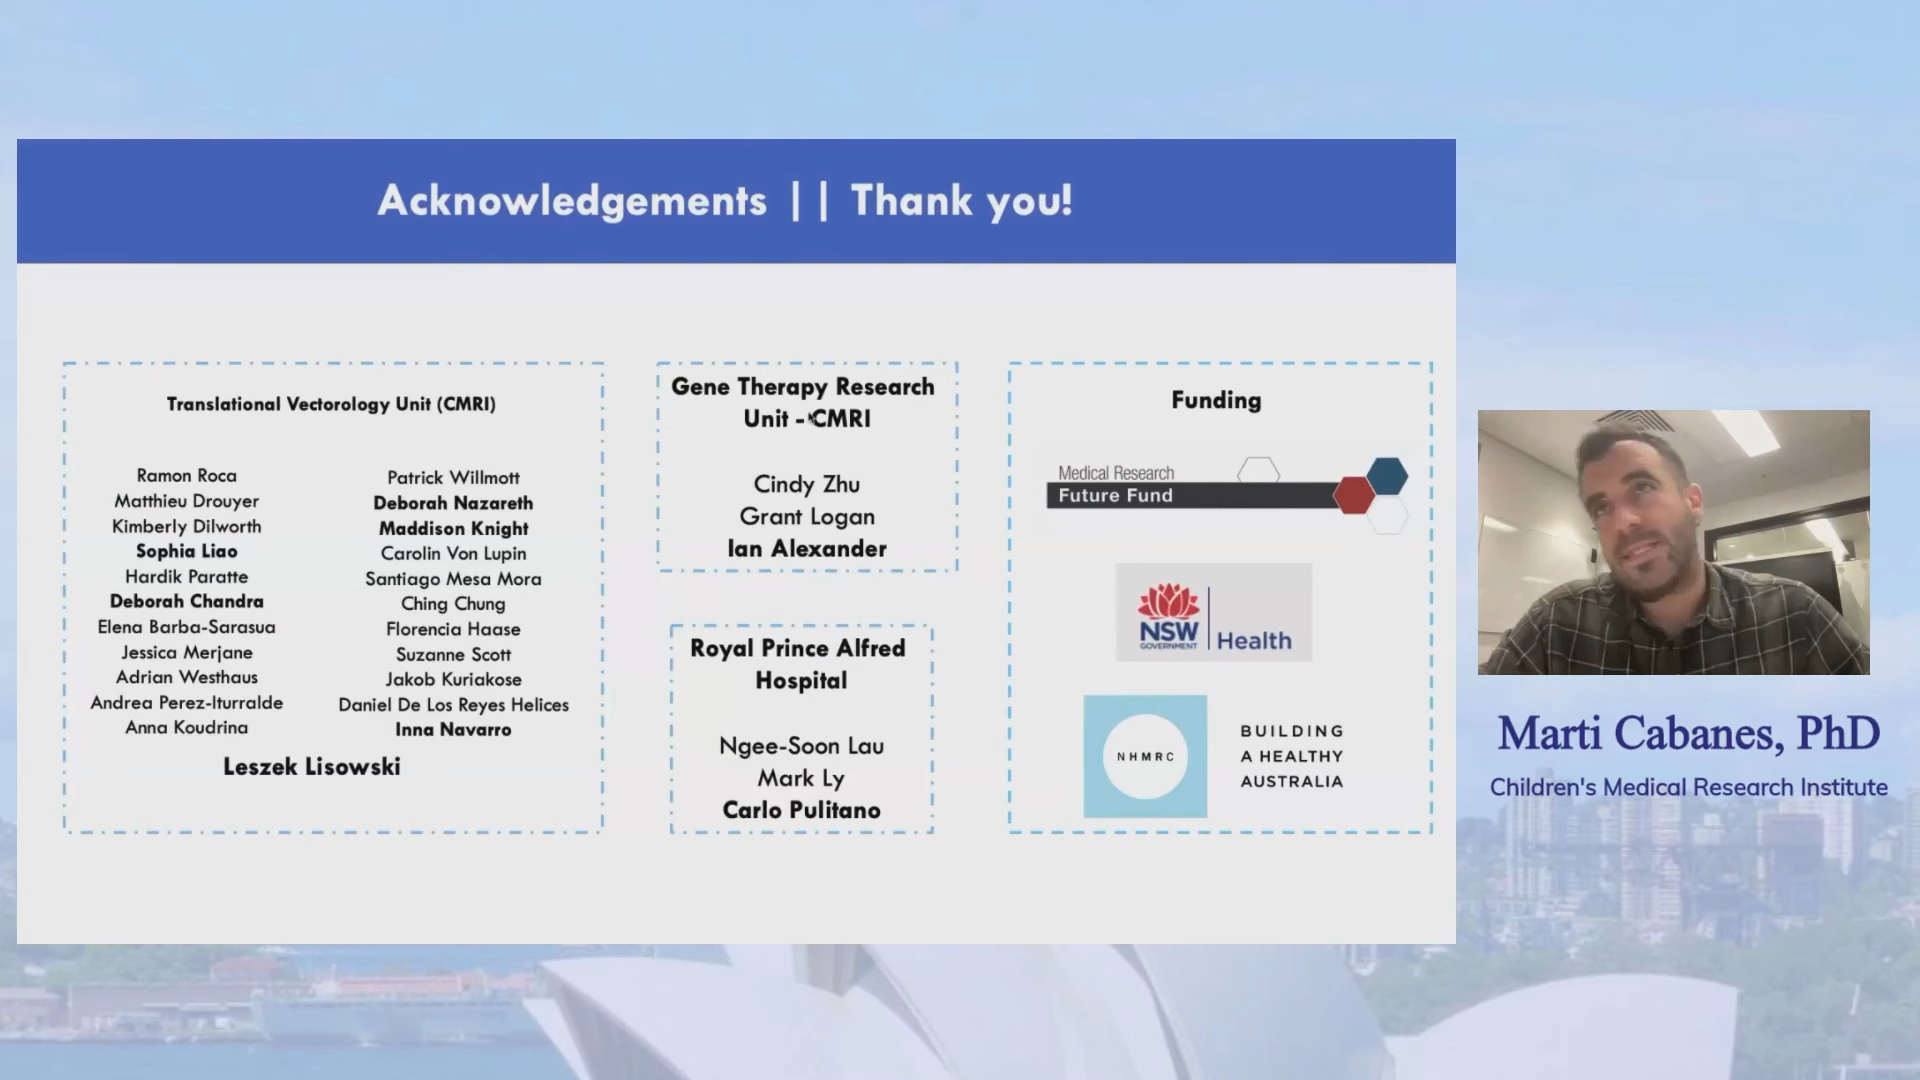 Acknowledgements || Thank you!
Translational Vectorology Unit (CMRI)
Ramon Roca
Matthieu Drouyer
Kimberly Dilworth
Sophia Liao
Hardik Paratte
Deborah Chandra
Elena Barba-Sarasua
Jessica Merjane
Adrian Westhaus
Andrea Perez-Iturralde
Anna Koudrina
Patrick Willmott
Deborah Nazareth
Maddison Knight
Carolin Von Lupin
Santiago Mesa Mora
Ching Chung
Florencia Haase
Suzanne Scott
Jakob Kuriakose
Daniel De Los Reyes Helices
Inna Navarro
Leszek Lisowski
Gene Therapy Research
Unit - CMRI
Cindy Zhu
Grant Logan
Ian Alexander
Royal Prince Alfred
Hospital
Ngee-Soon Lau
Mark Ly
Carlo Pulitano
Funding
Medical Research
Future Fund
NSW
GOVERNMENT
Health
NHMRC
BUILDING
A HEALTHY
AUSTRALIA
Marti Cabanes, PhD
Children's Medical Research Institute